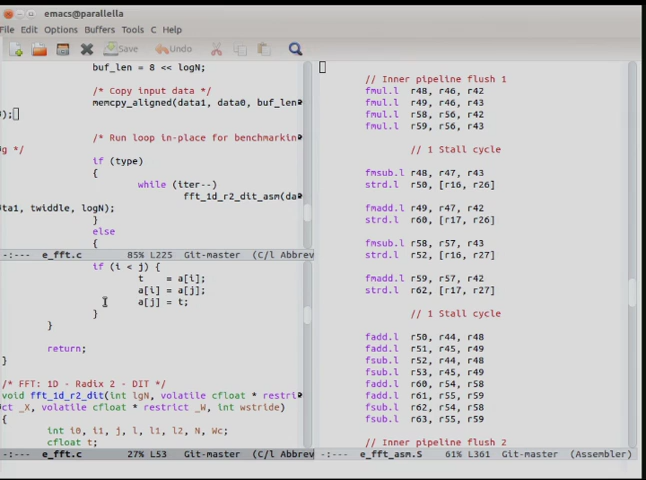 emacs@parallella
File Edit Options Buffers Tools C Help
Save Undo
buf_len = 8 << logN;
/* Copy input data */
memcpy_aligned(data1, data0, buf_len
);
/* Run loop in-place for benchmarkin
g */
if (type)
{
while (iter--)
fft_1d_r2_dit_asm(da
ta1, twiddle, logN);
}
else
{
-:--- e_fft.c 85% L225 Git-master (C/l Abbrev
if (i < j) {
t = a[i];
a[i] = a[j];
a[j] = t;
}
}
return;
}
/* FFT: 1D - Radix 2 - DIT */
void fft_1d_r2_dit(int lgN, volatile cfloat * restri
ct _X, volatile cfloat * restrict _W, int wstride)
{
int i0, i1, j, l, l1, l2, N, Wc;
cfloat t;
-:--- e_fft.c 27% L53 Git-master (C/l Abbrev
// Inner pipeline flush 1
fmul.l r48, r46, r42
fmul.l r49, r46, r43
fmul.l r58, r56, r42
fmul.l r59, r56, r43
// 1 Stall cycle
fmsub.l r48, r47, r43
strd.l r50, [r16, r26]
fmadd.l r49, r47, r42
strd.l r60, [r17, r26]
fmsub.l r58, r57, r43
strd.l r52, [r16, r27]
fmadd.l r59, r57, r42
strd.l r62, [r17, r27]
// 1 Stall cycle
fadd.l r50, r44, r48
fadd.l r51, r45, r49
fsub.l r52, r44, r48
fsub.l r53, r45, r49
fadd.l r60, r54, r58
fadd.l r61, r55, r59
fsub.l r62, r54, r58
fsub.l r63, r55, r59
// Inner pipeline flush 2
-:--- e_fft_asm.S 61% L361 Git-master (Assembler)